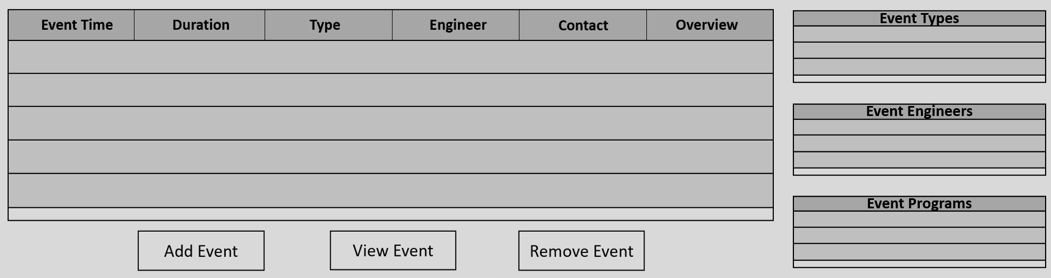 Event Time Duration Type Engineer Contact Overview
Event Types
Event Engineers
Event Programs
Add Event View Event Remove Event